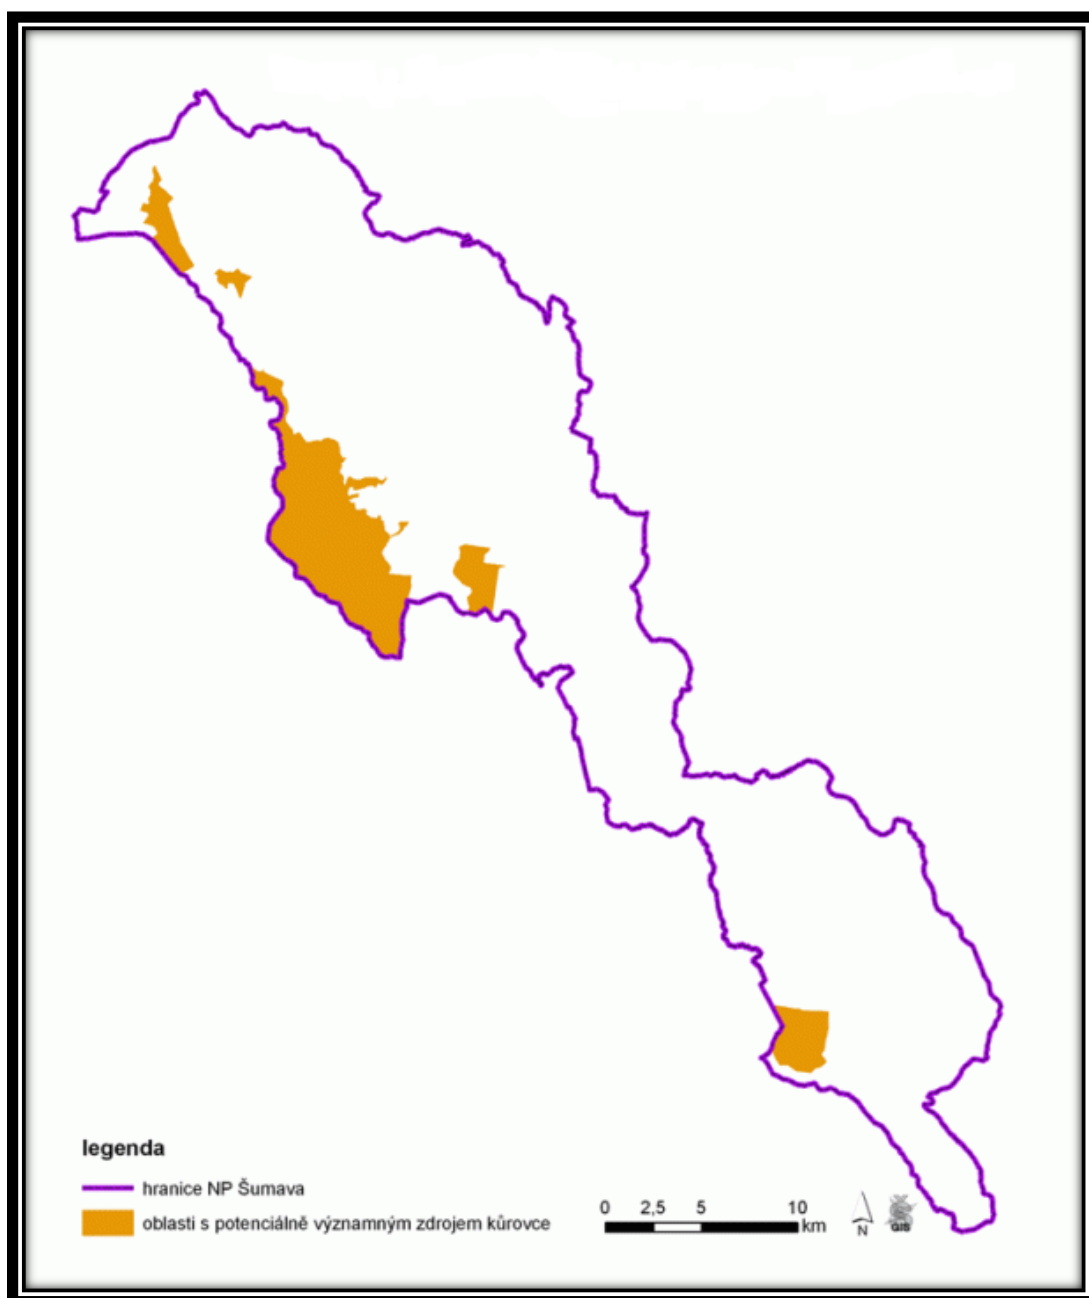 legenda
hranice NP Šumava
oblasti s potenciálně významným zdrojem kůrovce
0 2,5 5 10
km
N
GIS